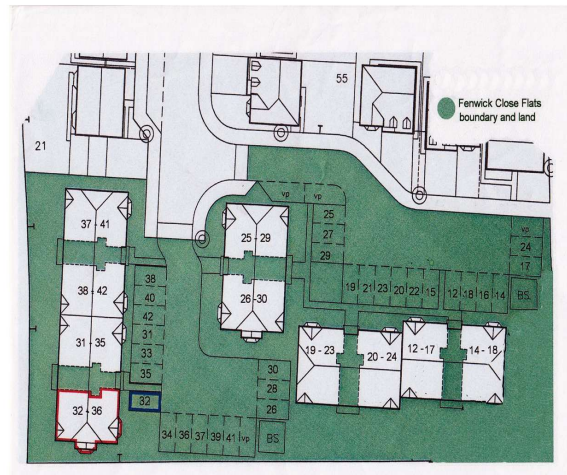 55
Fenwick Close Flats
boundary and land
21
37 - 41
38 - 42
31 - 35
32 - 36
38
40
42
31
33
35
32
34 36 37 39 41 vp
BS
30
28
26
25 - 29
26 - 30
vp vp
25
27
29
19 21 23 20 22 15
12 18 16 14
BS
vp
24
17
19 - 23
20 - 24
12 - 17
14 - 18